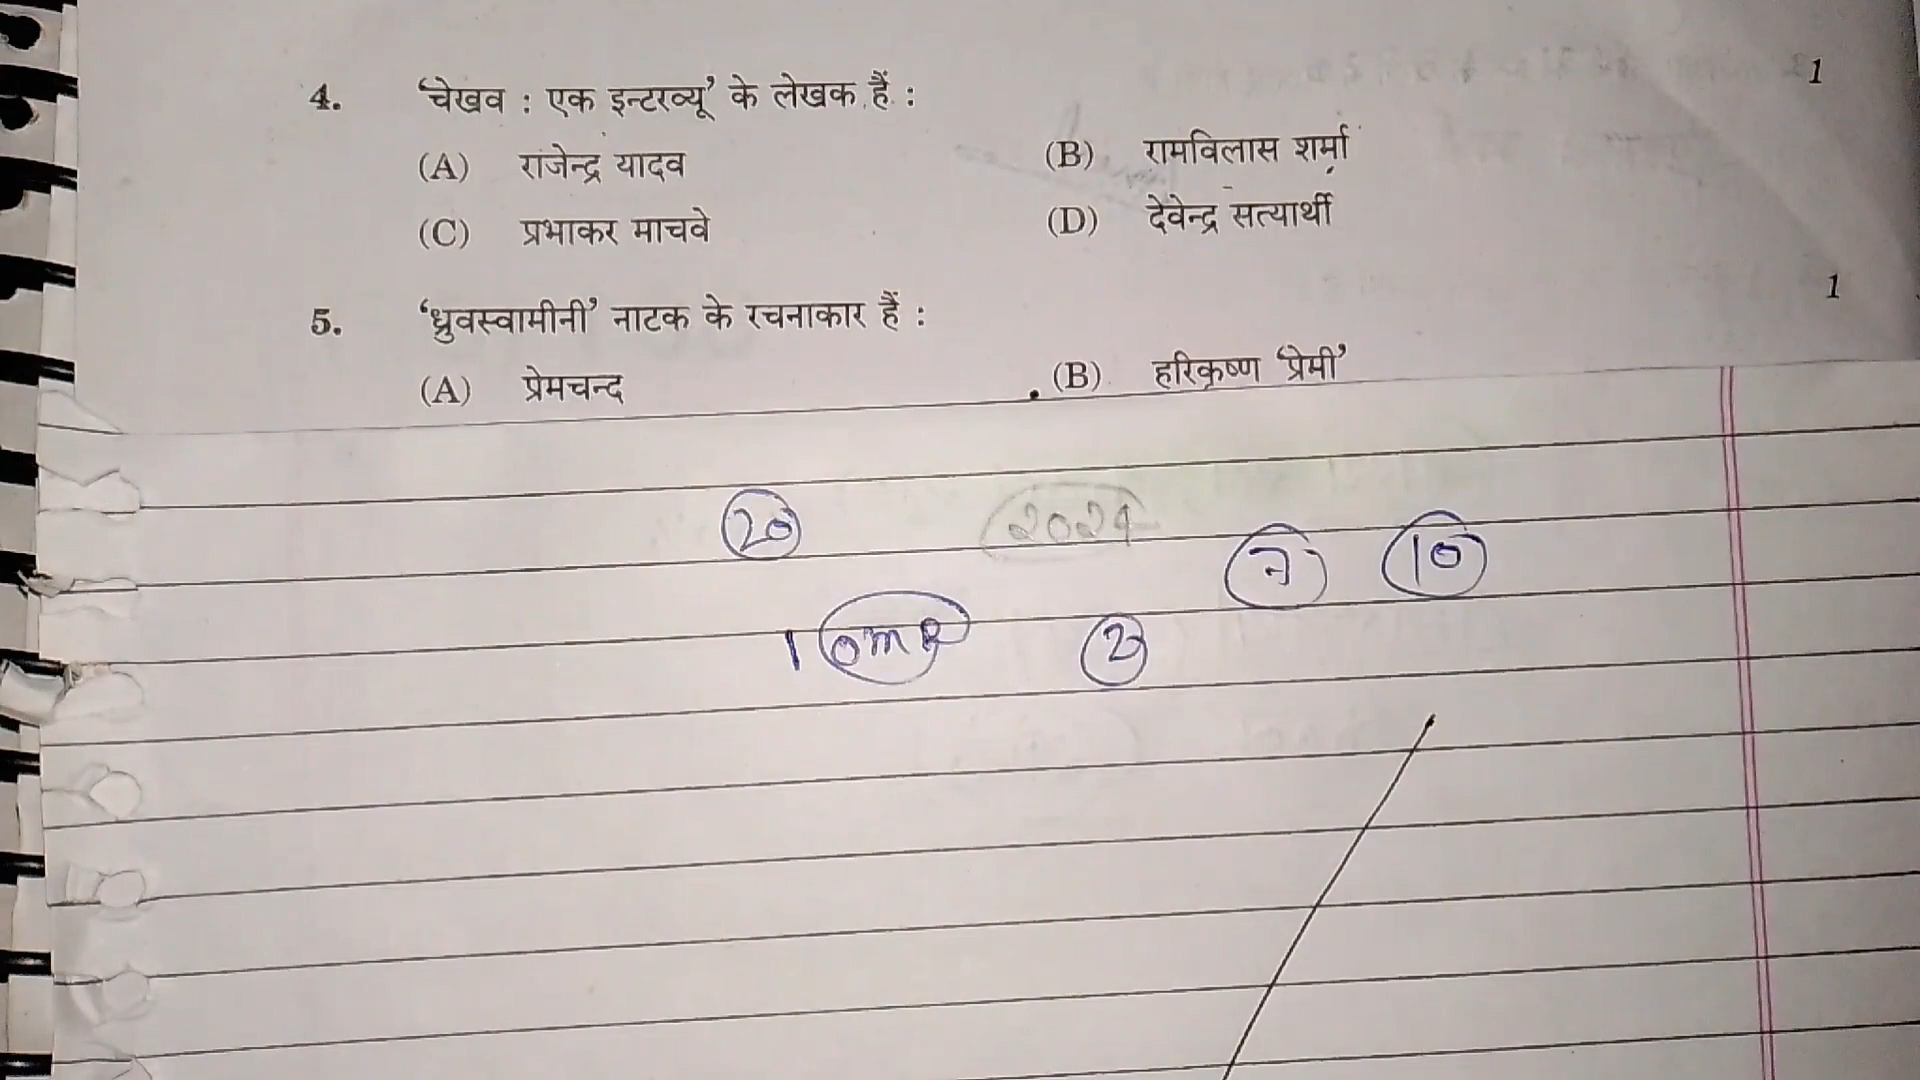 4. 'चेखव : एक इन्टरव्यू' के लेखक हैं : 1
(A) राजेन्द्र यादव (B) रामविलास शर्मा
(C) प्रभाकर माचवे (D) देवेन्द्र सत्यार्थी
5. 'ध्रुवस्वामीनी' नाटक के रचनाकार हैं : 1
(A) प्रेमचन्द (B) हरिकृष्ण 'प्रेमी'
20 2024
10
1 OMR 2